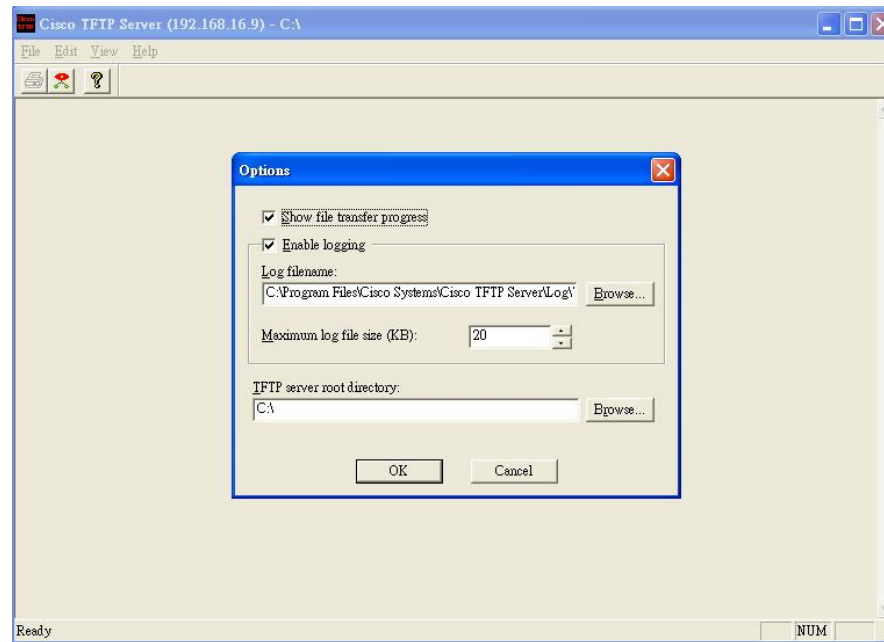 Cisco TFTP Server (192.168.16.9) - C:\
File Edit View Help
Options
Show file transfer progress
Enable logging
Log filename:
C:\Program Files\Cisco Systems\Cisco TFTP Server\Log\
Browse...
Maximum log file size (KB):
20
TFTP server root directory:
C:\
Browse...
OK
Cancel
Ready
NUM